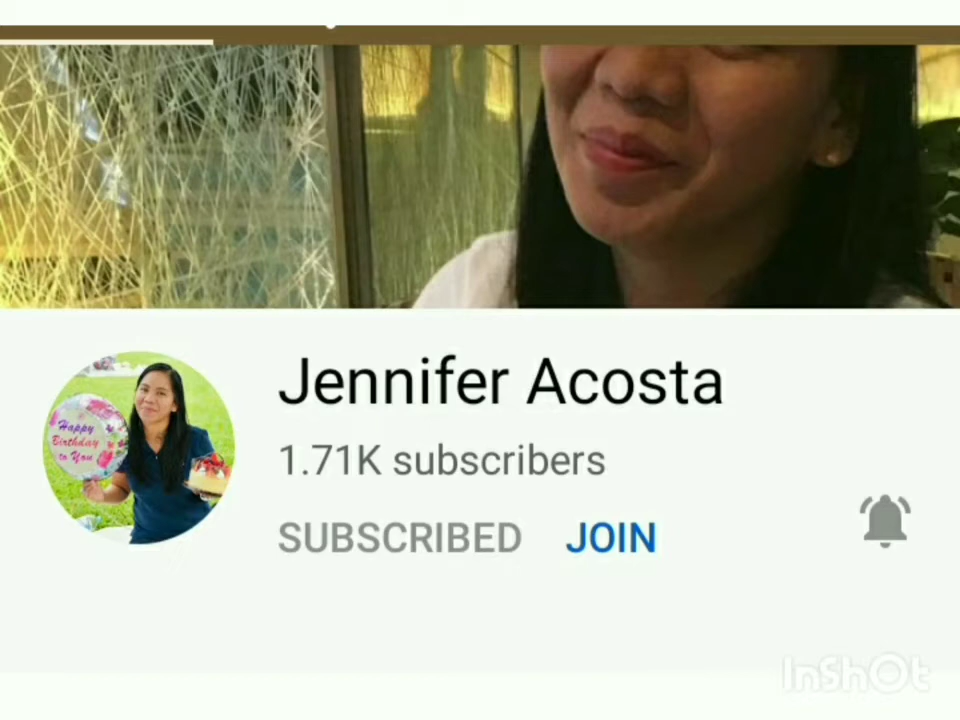 Happy
Birthday
to You
Jennifer Acosta
1.71K subscribers
SUBSCRIBED JOIN
InShOt